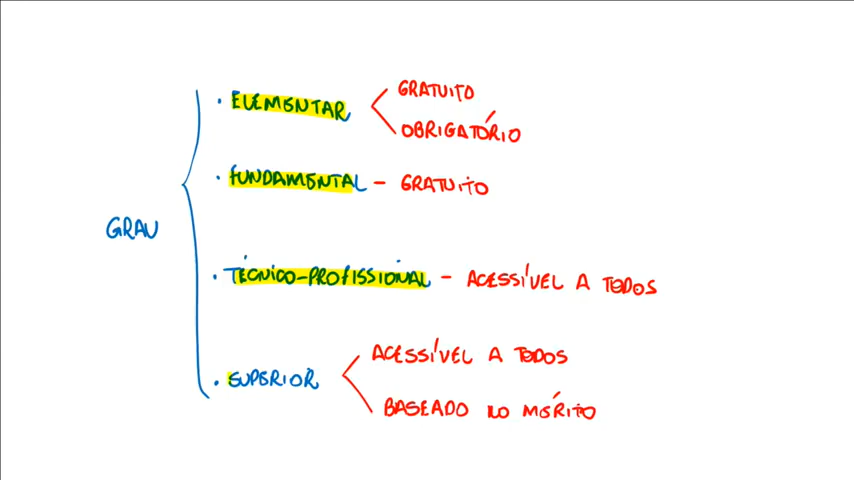 · ELEMENTAR
GRATUITO
OBRIGATÓRIO
· FUNDAMENTAL - GRATUITO
GRAU
· TÉCNICO-PROFISSIONAL - ACESSÍVEL A TODOS
· SUPERIOR
ACESSÍVEL A TODOS
BASEADO NO MÉRITO